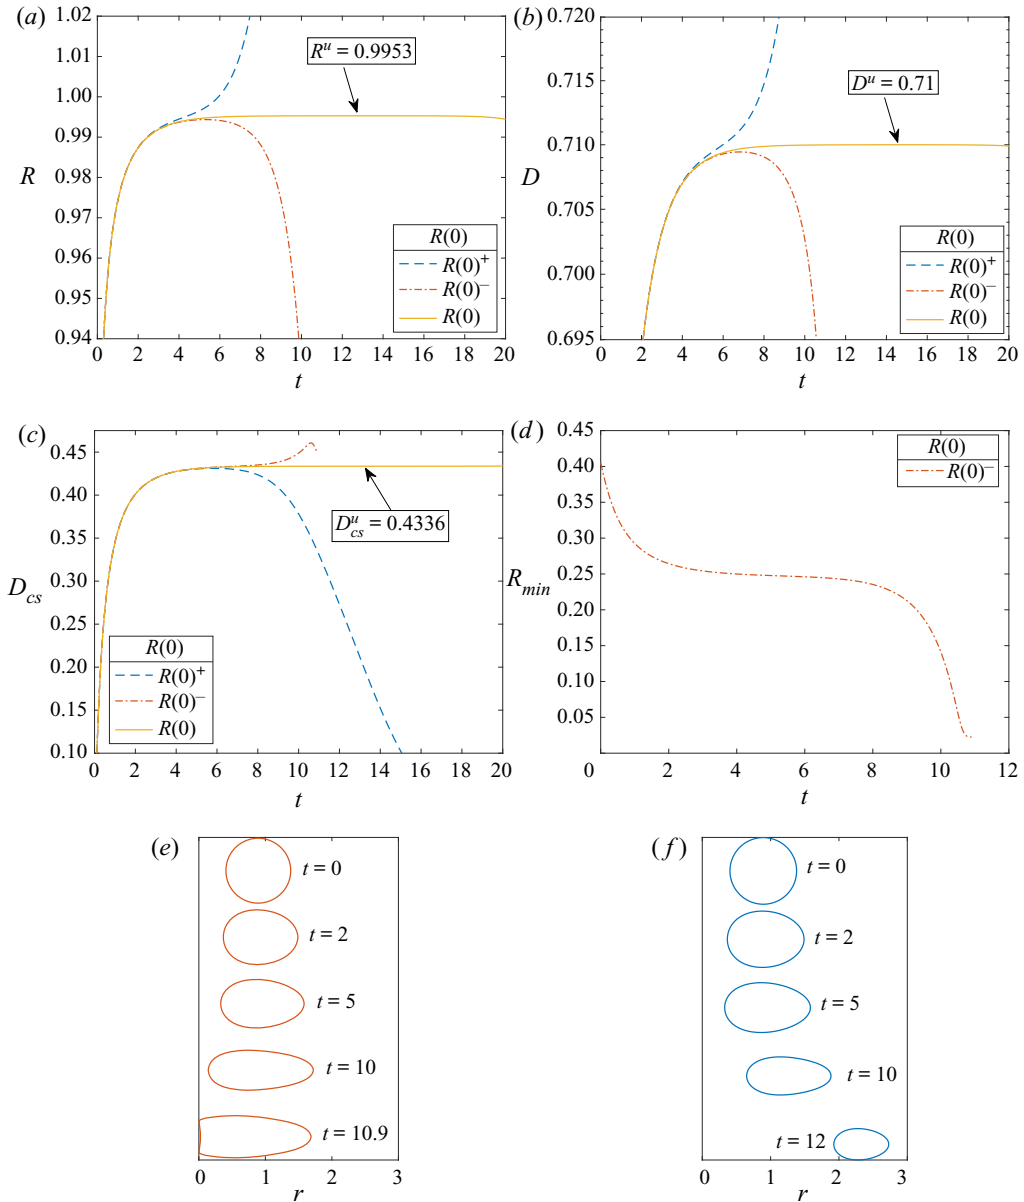 (a)
1.02
1.01
1.00
0.99
0.98
0.97
0.96
0.95
0.94
R
R^u = 0.9953
R(0)
R(0)^+
R(0)^−
R(0)
0 2 4 6 8 10 12 14 16 18 20
t
(b)
0.720
0.715
0.710
0.705
0.700
0.695
D
D^u = 0.71
R(0)
R(0)^+
R(0)^−
R(0)
0 2 4 6 8 10 12 14 16 18 20
t
(c)
0.45
0.40
0.35
0.30
0.25
0.20
0.15
0.10
D_cs
D_cs^u = 0.4336
R(0)
R(0)^+
R(0)^−
R(0)
0 2 4 6 8 10 12 14 16 18 20
t
(d)
0.45
0.40
0.35
0.30
0.25
0.20
0.15
0.10
0.05
R_min
R(0)
R(0)^−
0 2 4 6 8 10 12
t
(e)
t = 0
t = 2
t = 5
t = 10
t = 10.9
0 1 2 3
r
(f)
t = 0
t = 2
t = 5
t = 10
t = 12
0 1 2 3
r